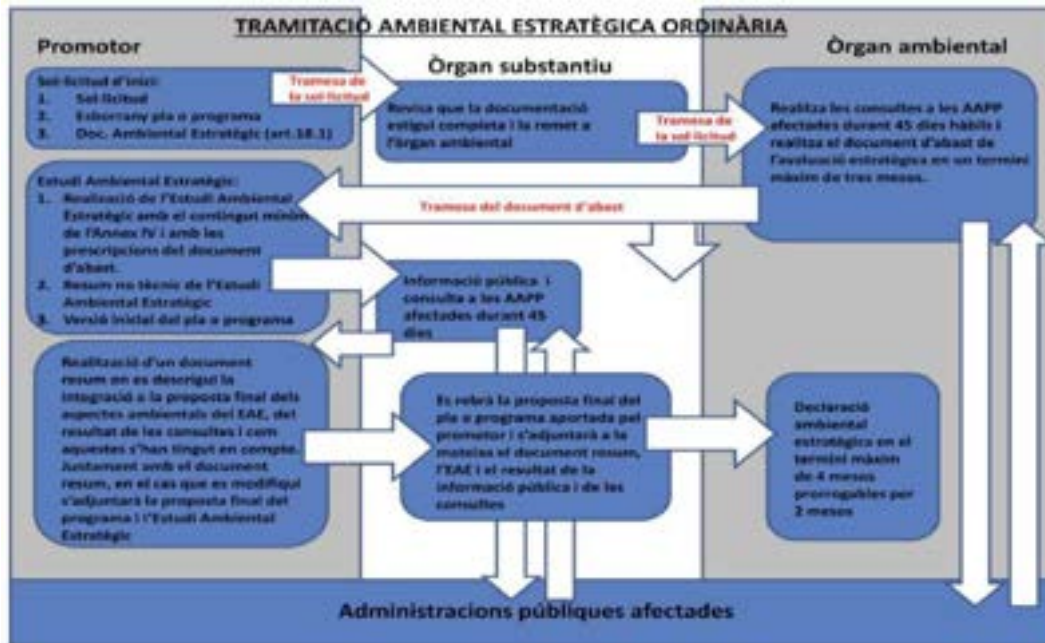 TRAMITACIÓ AMBIENTAL ESTRATÈGICA ORDINÀRIA
Promotor
Òrgan substantiu
Òrgan ambiental
Sol·licitud d'inici:
1. Sol·licitud
2. Esborrany pla o programa
3. Doc. Ambiental Estratègic (art.18.1)
Tramesa de
la sol·licitud
Revisa que la documentació
estigui completa i la remet a
l'òrgan ambiental
Tramesa de
la sol·licitud
Realitza les consultes a les AAPP
afectades durant 45 dies hàbils i
realitza el document d'abast de
l'avaluació estratègica en un termini
màxim de tres mesos.
Tramesa del document d'abast
Estudi Ambiental Estratègic:
1. Realització de l'Estudi Ambiental
Estratègic amb el contingut mínim
de l'Annex IV i amb les
prescripcions del document
d'abast.
2. Resum no tècnic de l'Estudi
Ambiental Estratègic
3. Versió inicial del pla o programa
Informació pública i
consulta a les AAPP
afectades durant 45
dies
Realització d'un document
resum en es descrigui la
integració a la proposta final dels
aspectes ambientals del EAE, del
resultat de les consultes i com
aquestes s'han tingut en compte.
Justament amb el document
resum, en el cas que es modifiqui
s'adjuntarà la proposta final del
programa i l'Estudi Ambiental
Estratègic
Es rebrà la proposta final del
pla o programa aportada pel
promotor i s'adjuntarà a la
mateixa el document resum,
l'EAE i el resultat de la
informació pública i de les
consultes
Declaració
ambiental
estratègica en el
termini màxim
de 4 mesos
prorrogables per
2 mesos
Administracions públiques afectades